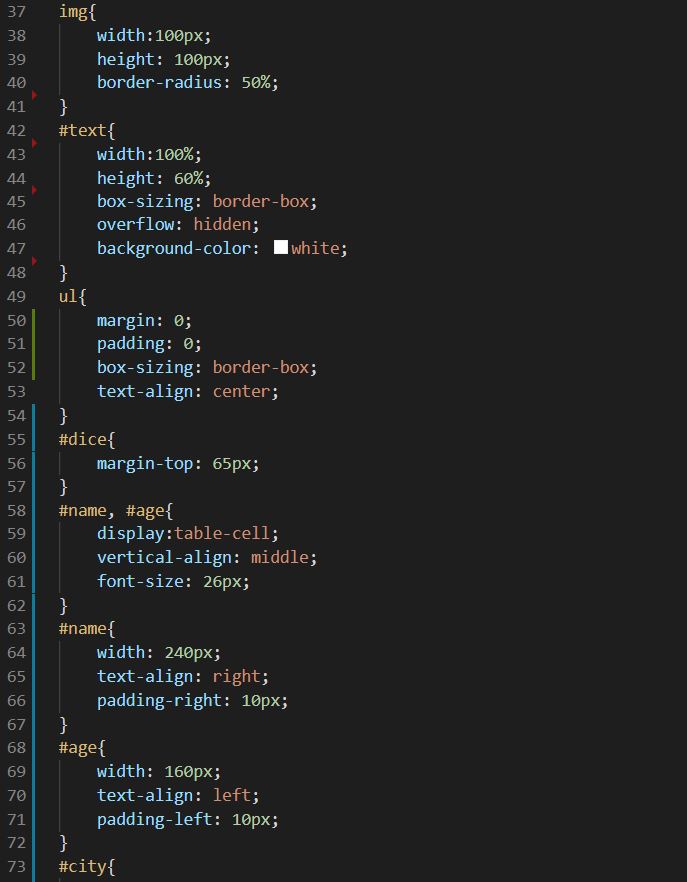 37 img{
38 width:100px;
39 height: 100px;
40 border-radius: 50%;
41 }
42 #text{
43 width:100%;
44 height: 60%;
45 box-sizing: border-box;
46 overflow: hidden;
47 background-color: white;
48 }
49 ul{
50 margin: 0;
51 padding: 0;
52 box-sizing: border-box;
53 text-align: center;
54 }
55 #dice{
56 margin-top: 65px;
57 }
58 #name, #age{
59 display:table-cell;
60 vertical-align: middle;
61 font-size: 26px;
62 }
63 #name{
64 width: 240px;
65 text-align: right;
66 padding-right: 10px;
67 }
68 #age{
69 width: 160px;
70 text-align: left;
71 padding-left: 10px;
72 }
73 #city{